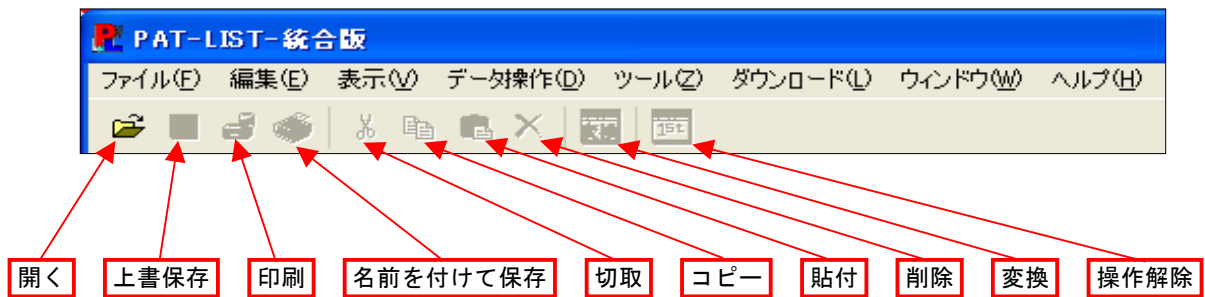 PAT-LIST-統合版
ファイル(F) 編集(E) 表示(V) データ操作(D) ツール(Z) ダウンロード(L) ウィンドウ(W) ヘルプ(H)
1st
開く 上書保存 印刷 名前を付けて保存 切取 コピー 貼付 削除 変換 操作解除